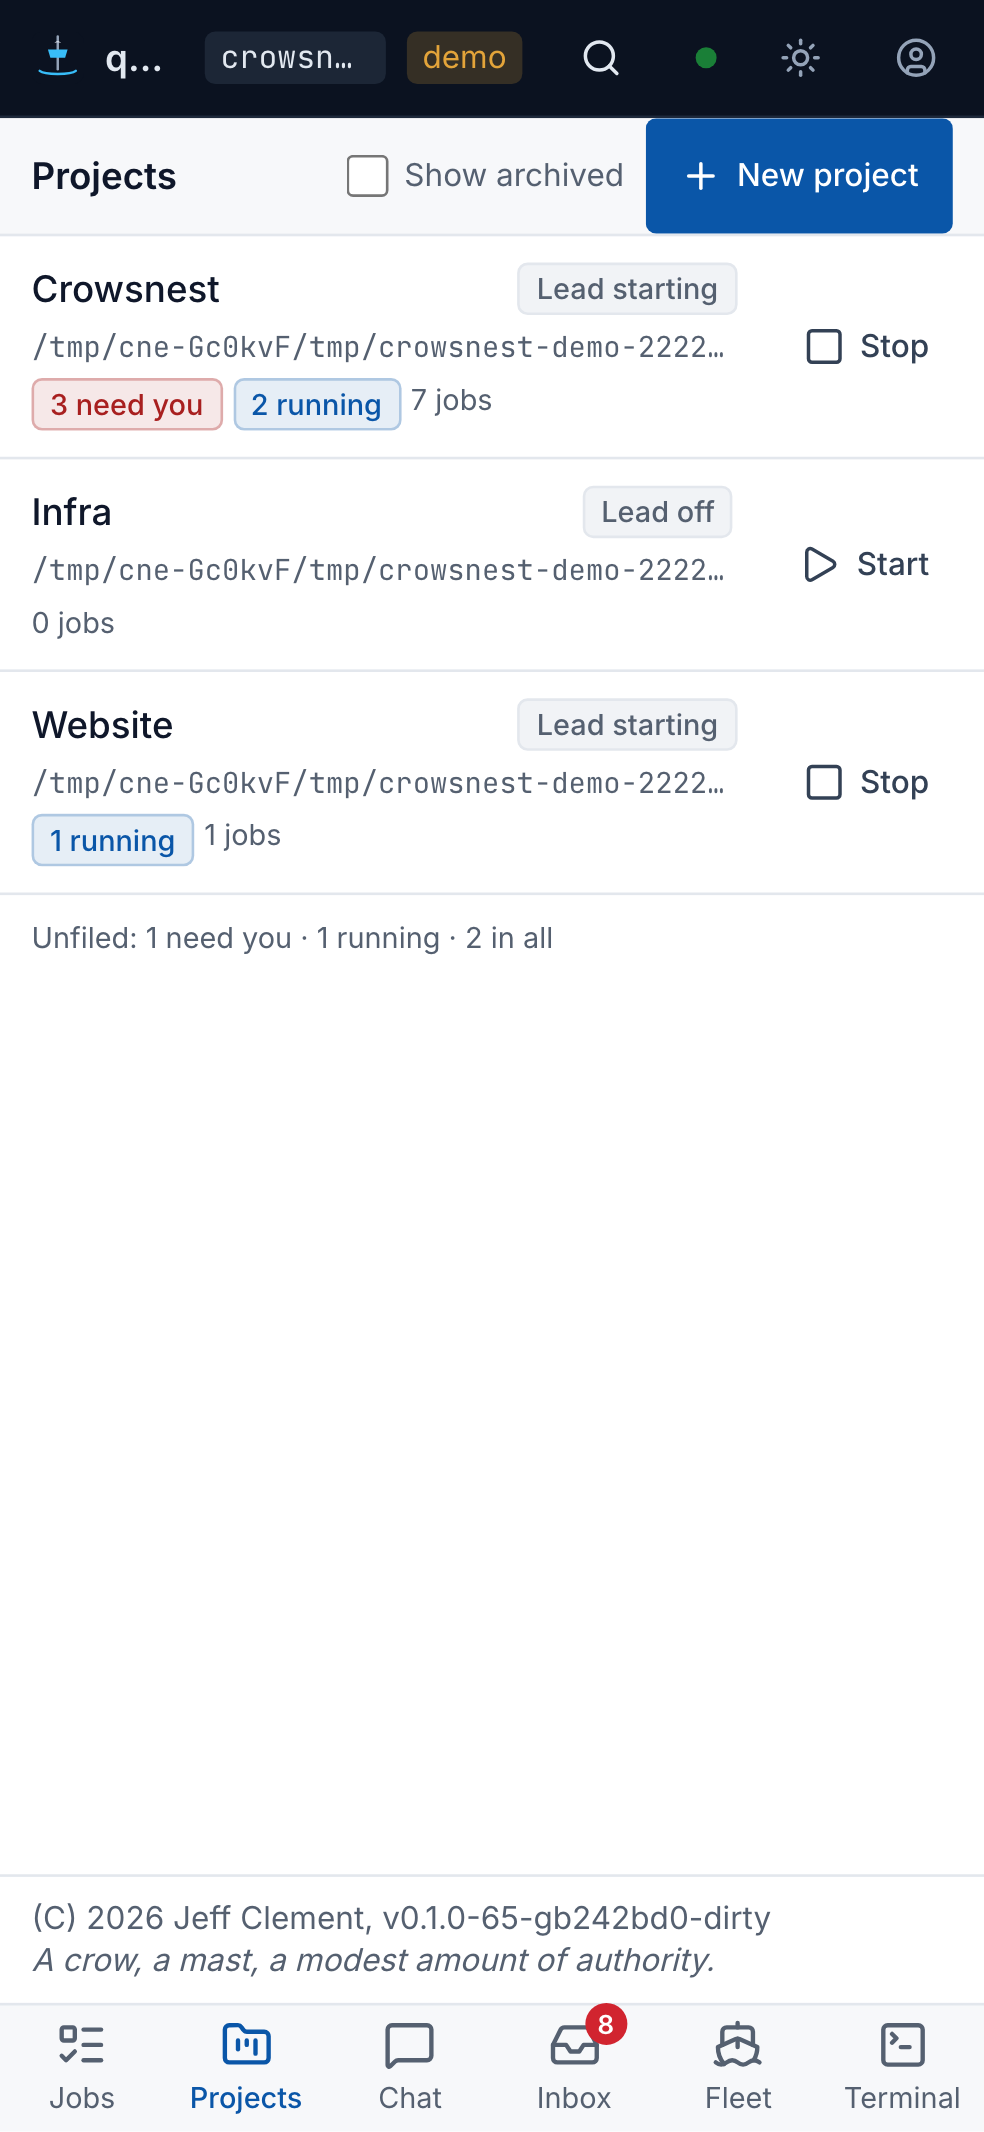 q...
crowsn…
demo
Projects
Show archived
New project
Crowsnest
Lead starting
/tmp/cne-Gc0kvF/tmp/crowsnest-demo-2222…
Stop
3 need you
2 running
7 jobs
Infra
Lead off
/tmp/cne-Gc0kvF/tmp/crowsnest-demo-2222…
Start
0 jobs
Website
Lead starting
/tmp/cne-Gc0kvF/tmp/crowsnest-demo-2222…
Stop
1 running
1 jobs
Unfiled: 1 need you · 1 running · 2 in all
(C) 2026 Jeff Clement, v0.1.0-65-gb242bd0-dirty
A crow, a mast, a modest amount of authority.
8
Jobs
Projects
Chat
Inbox
Fleet
Terminal